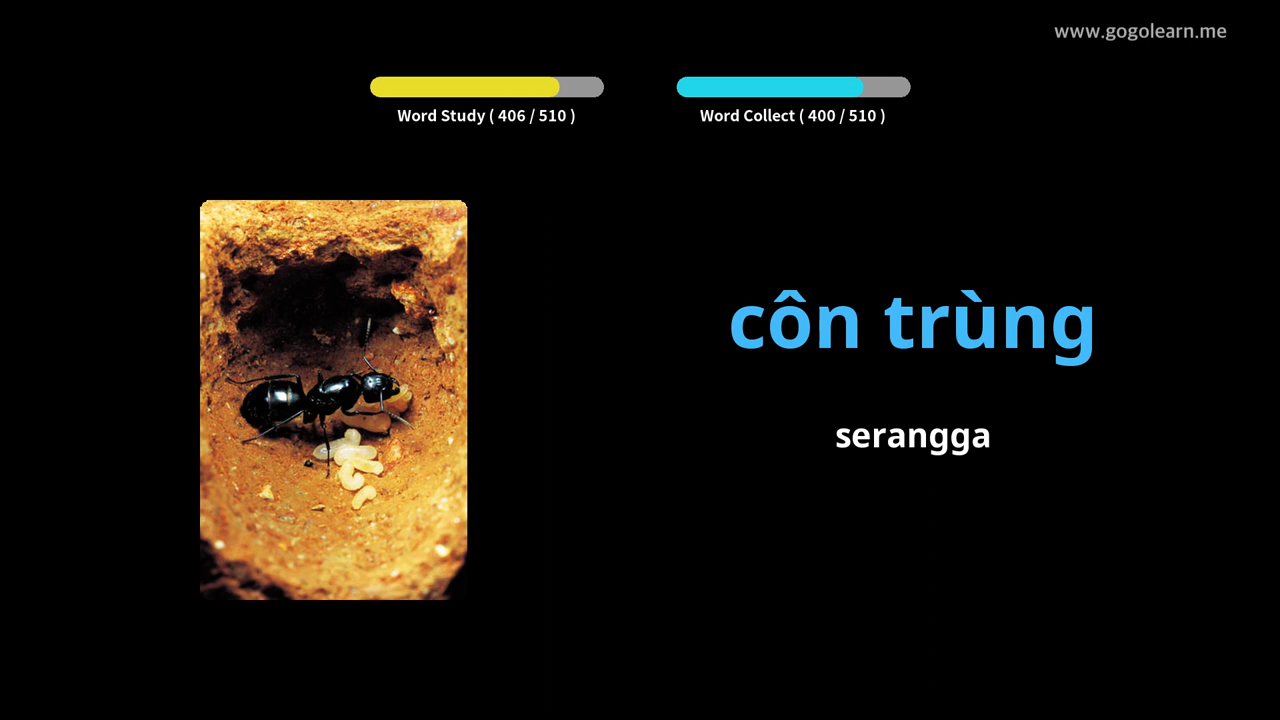 www.gogolearn.me
Word Study ( 406 / 510 )
Word Collect ( 400 / 510 )
côn trùng
serangga